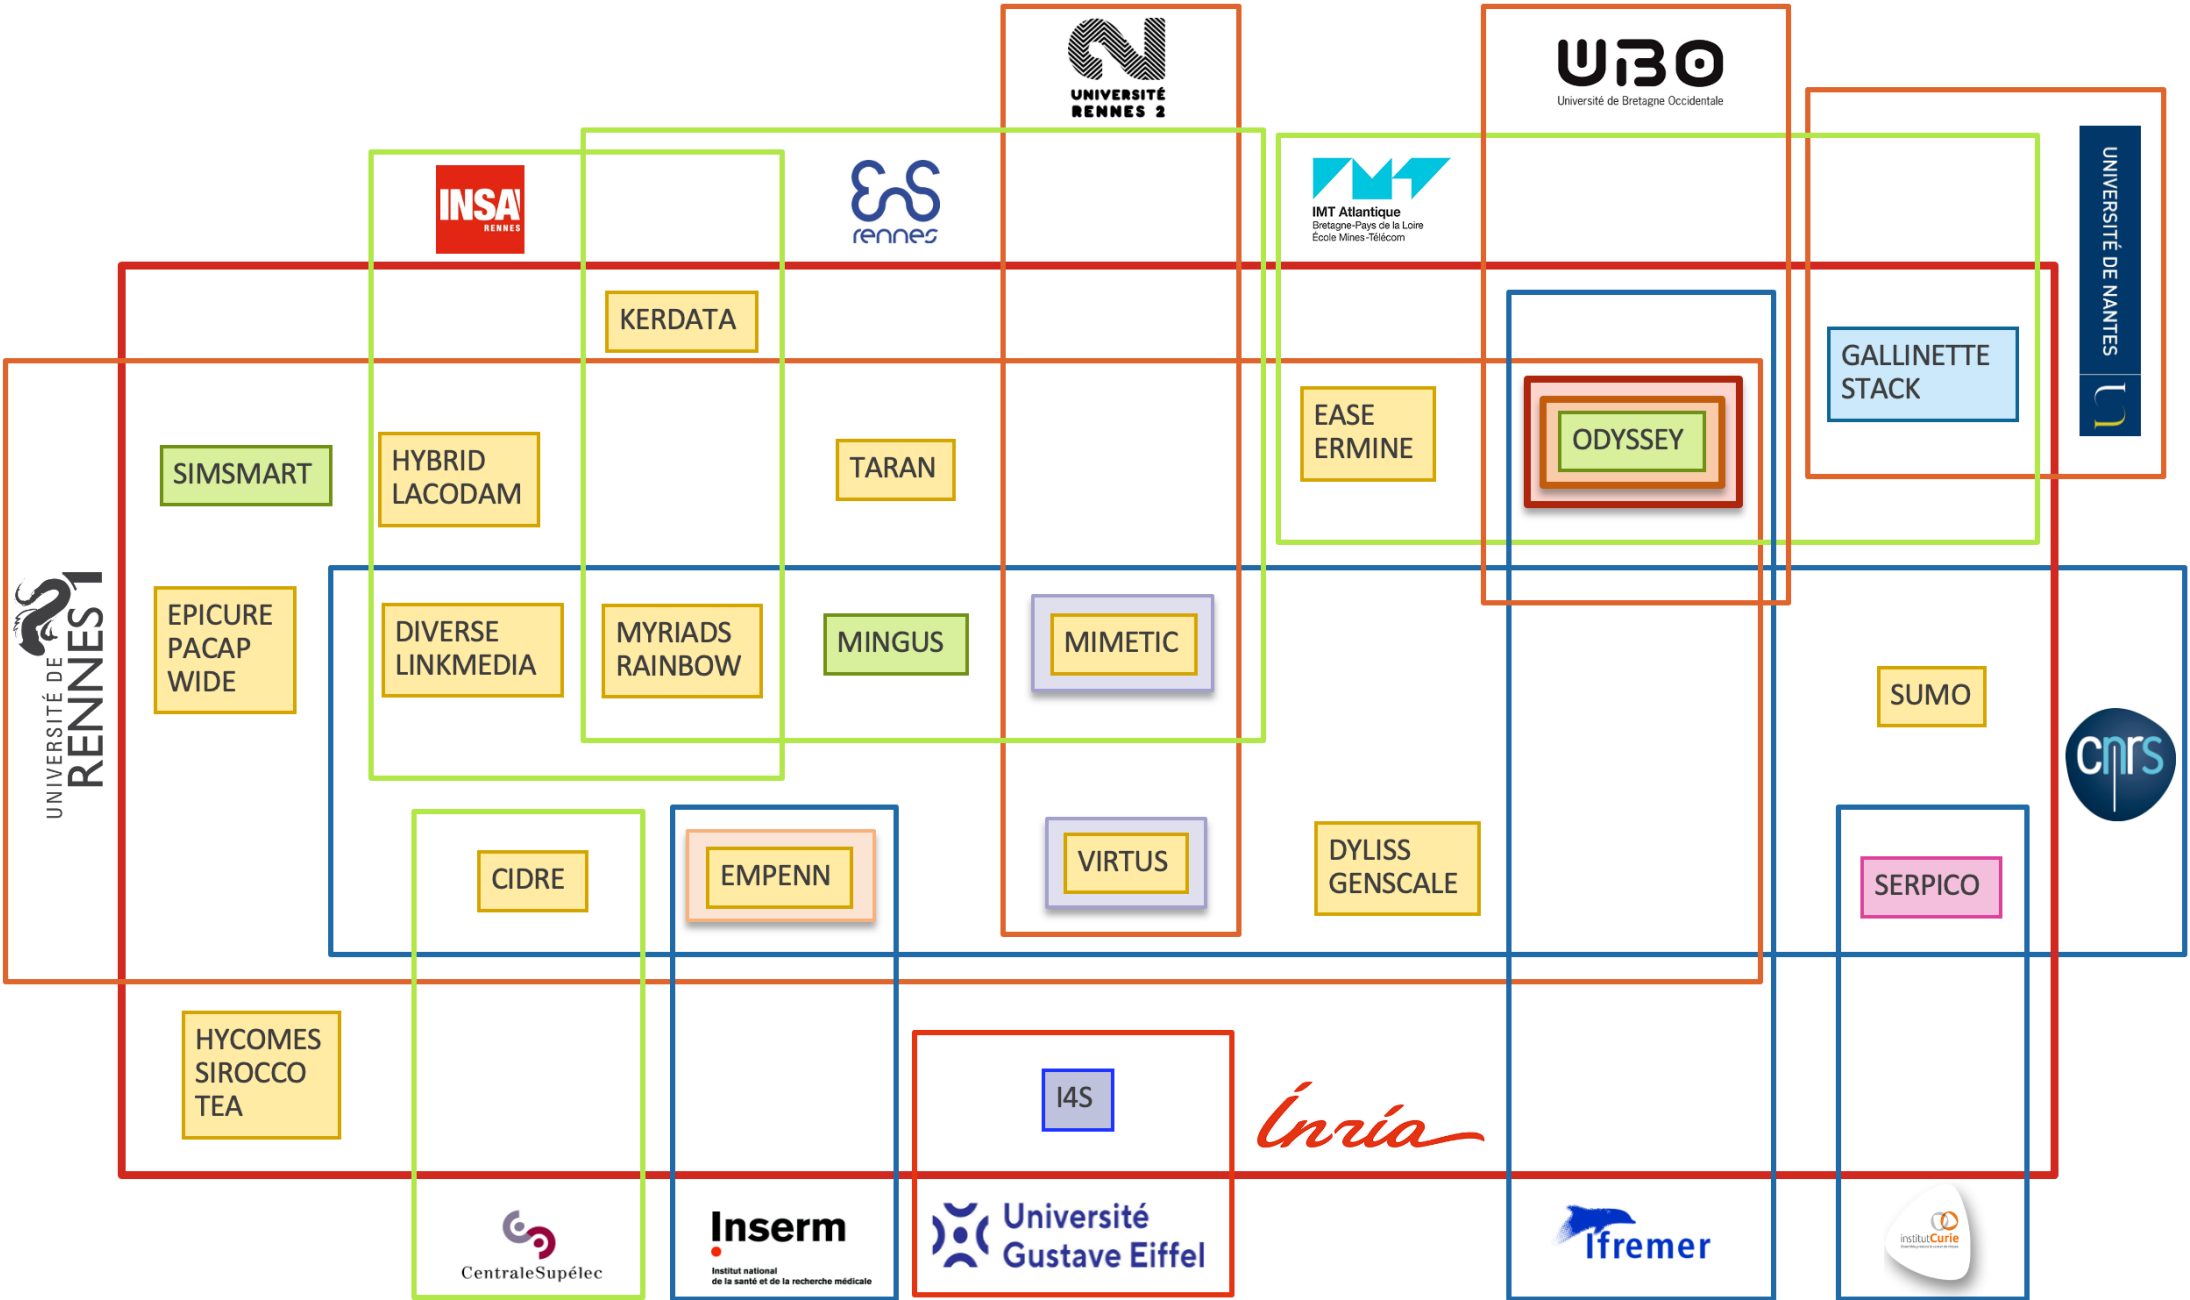 UNIVERSITÉ
RENNES 2
UBO
Université de Bretagne Occidentale
INSA
RENNES
ENS
rennes
IMT Atlantique
Bretagne-Pays de la Loire
École Mines-Télécom
UNIVERSITÉ DE NANTES
KERDATA
GALLINETTE
STACK
EASE
ERMINE
ODYSSEY
SIMSMART
HYBRID
LACODAM
TARAN
UNIVERSITÉ DE
RENNES 1
EPICURE
PACAP
WIDE
DIVERSE
LINKMEDIA
MYRIADS
RAINBOW
MINGUS
MIMETIC
SUMO
cnrs
CIDRE
EMPENN
VIRTUS
DYLISS
GENSCALE
SERPICO
HYCOMES
SIROCCO
TEA
I4S
Inría
CentraleSupélec
Inserm
Institut national
de la santé et de la recherche médicale
Université
Gustave Eiffel
Ifremer
institutCurie